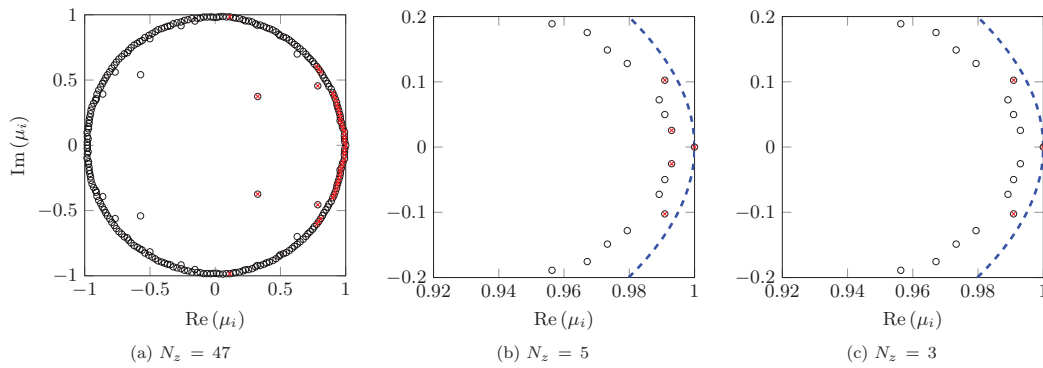 1
0.5
0
−0.5
−1
−1 −0.5 0 0.5 1
Im (μi)
Re (μi)
(a) Nz = 47
0.2
0.1
0
−0.1
−0.2
0.92 0.94 0.96 0.98 1
Re (μi)
(b) Nz = 5
0.2
0.1
0
−0.1
−0.2
0.92 0.94 0.96 0.98 1
Re (μi)
(c) Nz = 3